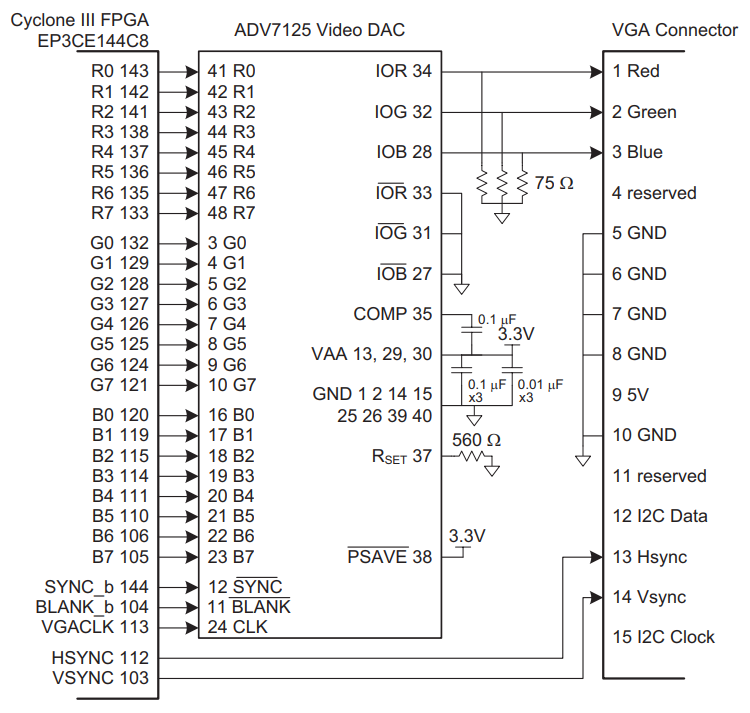 Cyclone III FPGA
EP3CE144C8
ADV7125 Video DAC
VGA Connector
R0 143
R1 142
R2 141
R3 138
R4 137
R5 136
R6 135
R7 133
G0 132
G1 129
G2 128
G3 127
G4 126
G5 125
G6 124
G7 121
B0 120
B1 119
B2 115
B3 114
B4 111
B5 110
B6 106
B7 105
SYNC_b 144
BLANK_b 104
VGACLK 113
HSYNC 112
VSYNC 103
41 R0
42 R1
43 R2
44 R3
45 R4
46 R5
47 R6
48 R7
3 G0
4 G1
5 G2
6 G3
7 G4
8 G5
9 G6
10 G7
16 B0
17 B1
18 B2
19 B3
20 B4
21 B5
22 B6
23 B7
12 S̅Y̅N̅C̅
11 B̅L̅A̅N̅K̅
24 CLK
IOR 34
IOG 32
IOB 28
I̅O̅R̅ 33
I̅O̅G̅ 31
I̅O̅B̅ 27
COMP 35
VAA 13, 29, 30
GND 1 2 14 15
25 26 39 40
RSET 37
P̅S̅A̅V̅E̅ 38
75 Ω
0.1 µF
3.3V
0.1 µF
x3
0.01 µF
x3
560 Ω
3.3V
1 Red
2 Green
3 Blue
4 reserved
5 GND
6 GND
7 GND
8 GND
9 5V
10 GND
11 reserved
12 I2C Data
13 Hsync
14 Vsync
15 I2C Clock